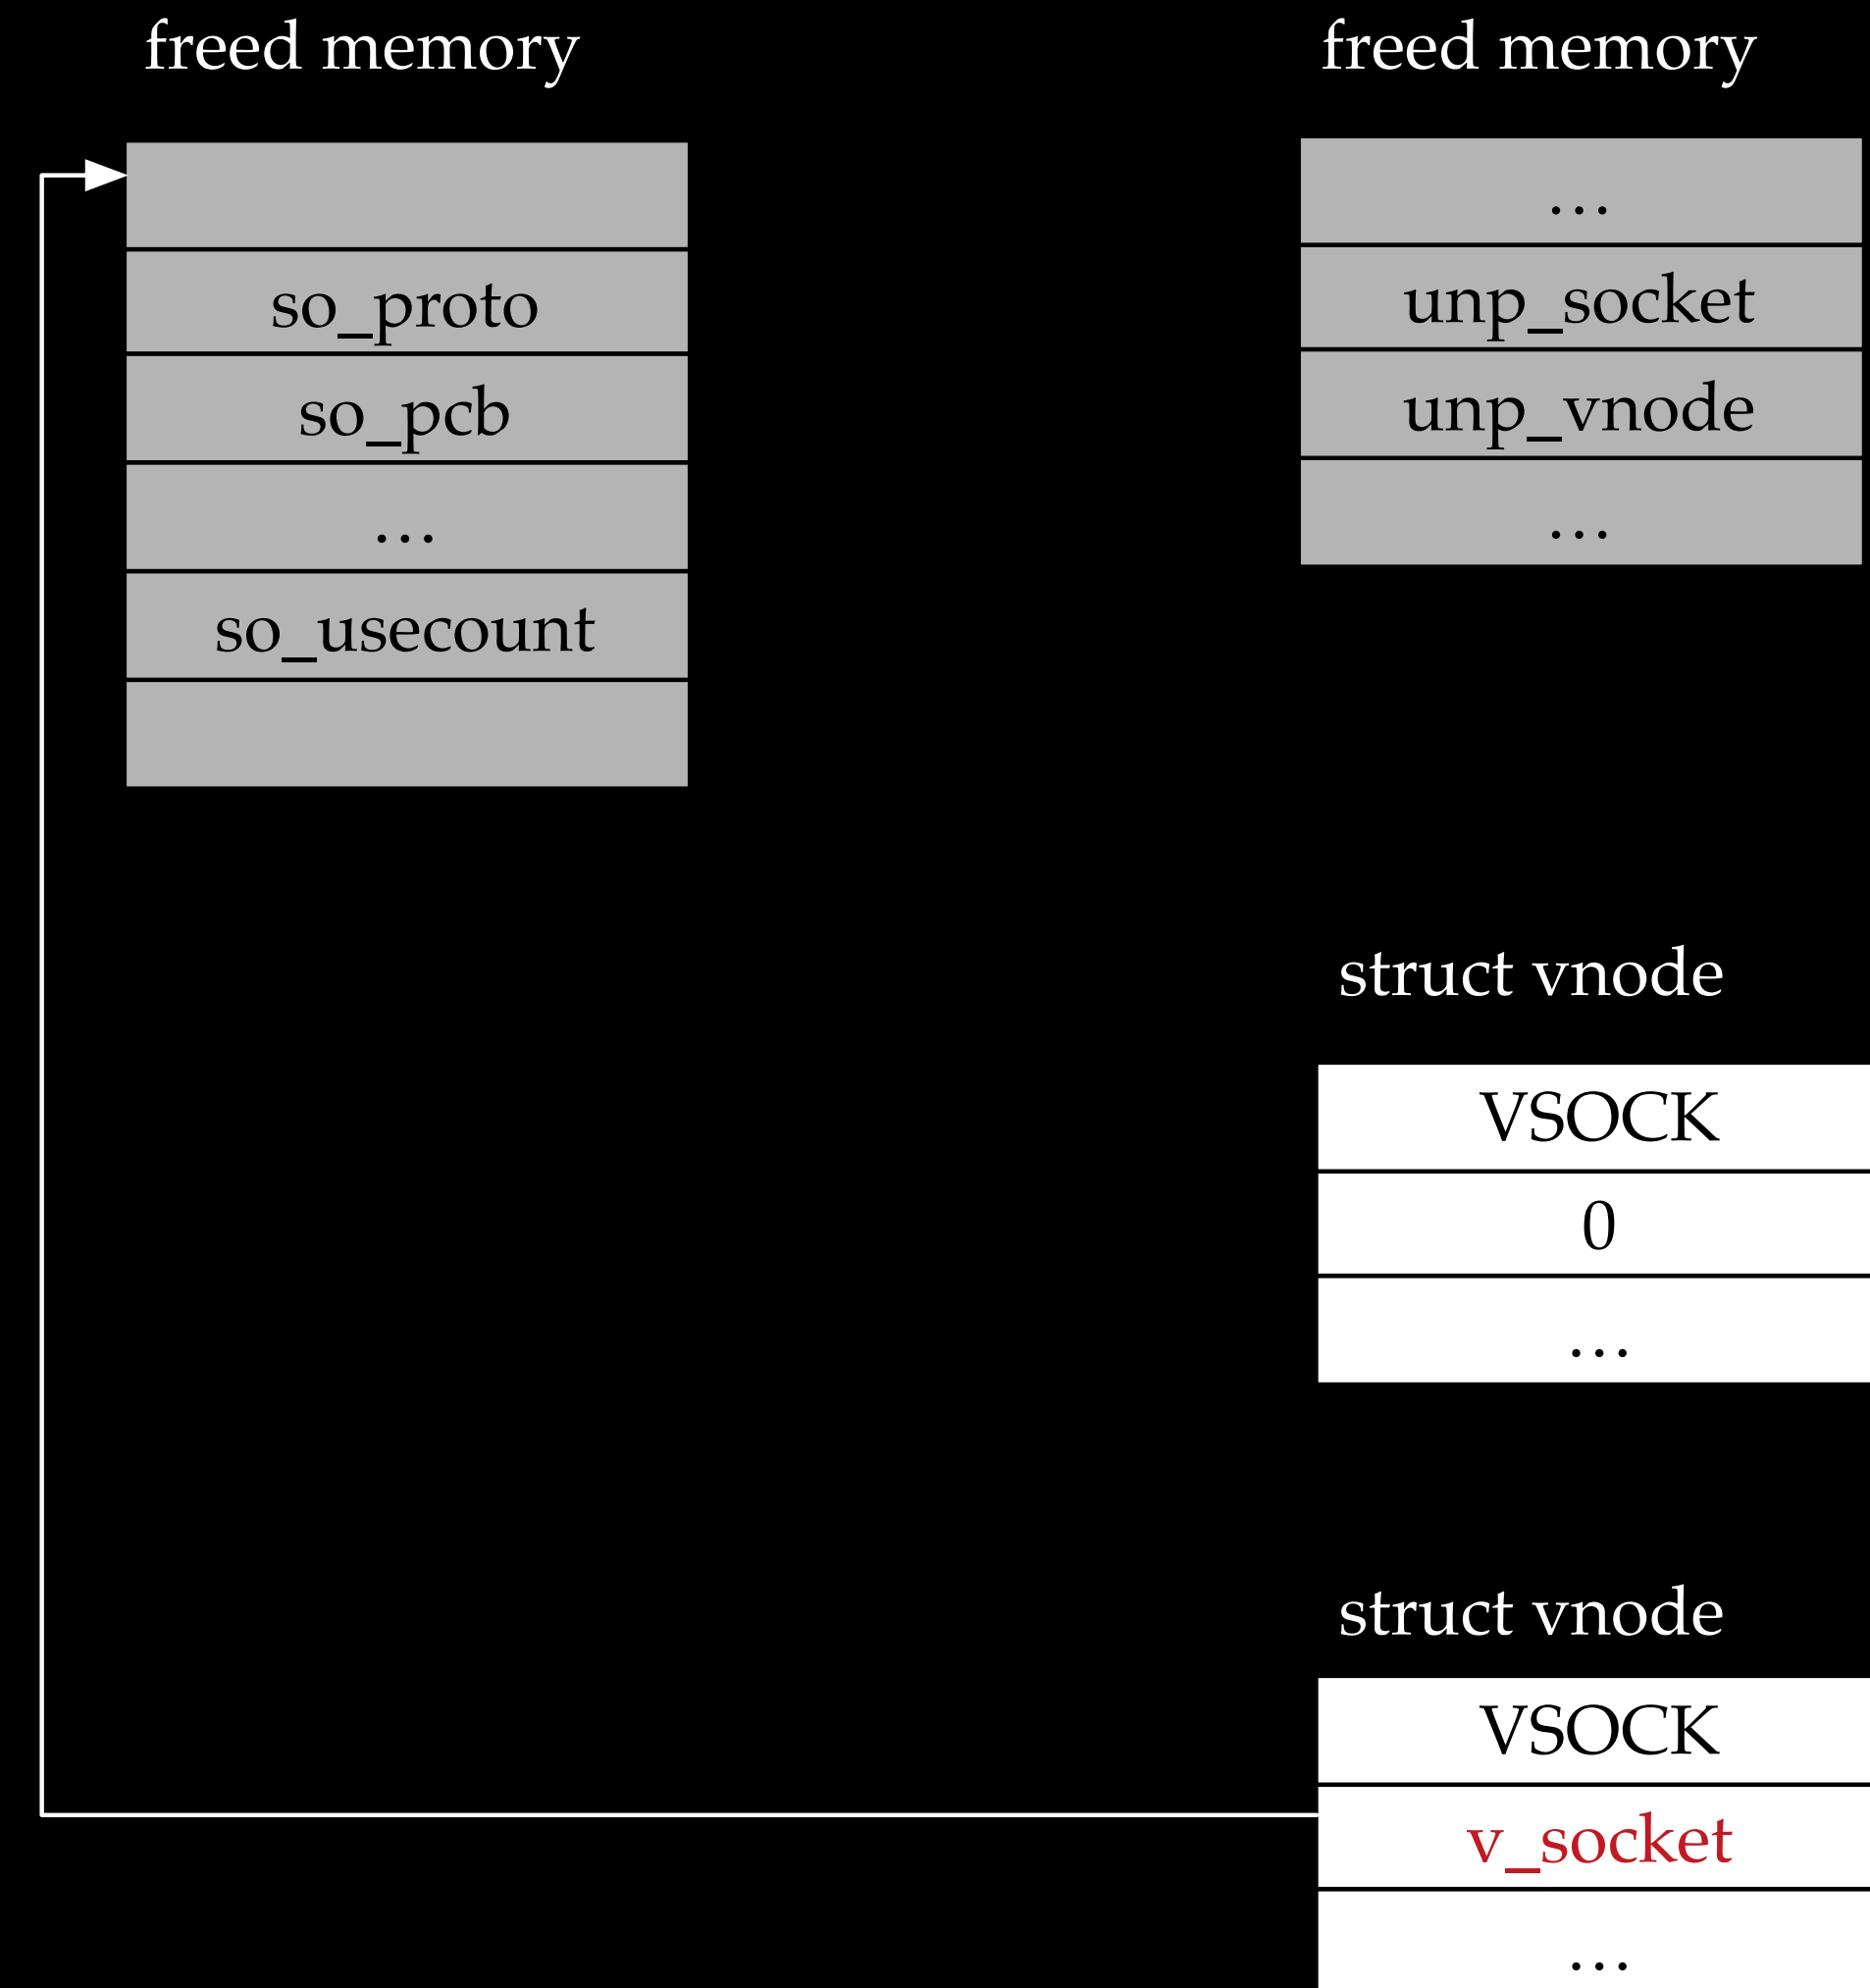 freed memory
so_proto
so_pcb
...
so_usecount
freed memory
...
unp_socket
unp_vnode
...
struct vnode
VSOCK
0
...
struct vnode
VSOCK
v_socket
...